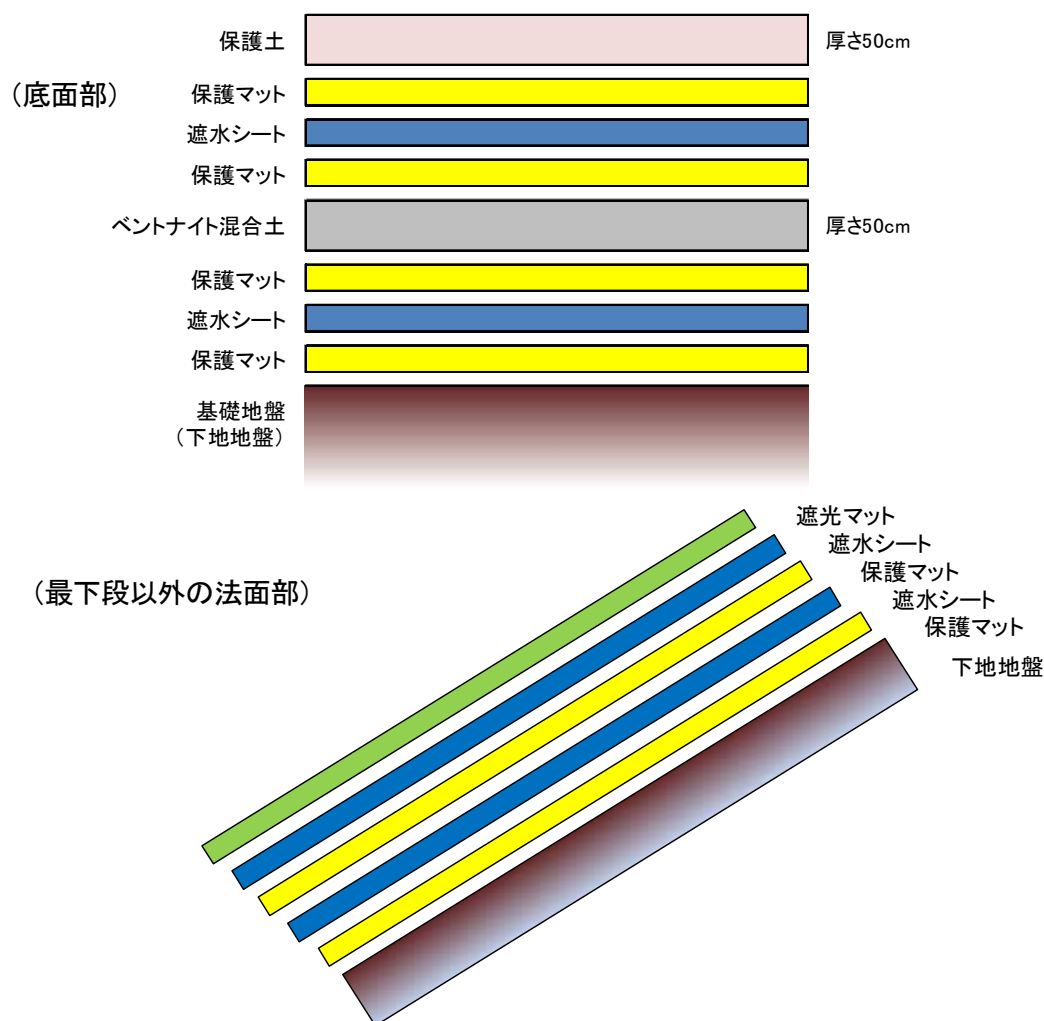 保護土
厚さ50cm
(底面部)
保護マット
遮水シート
保護マット
ベントナイト混合土
厚さ50cm
保護マット
遮水シート
保護マット
基礎地盤
(下地地盤)
(最下段以外の法面部)
遮光マット
遮水シート
保護マット
遮水シート
保護マット
下地地盤